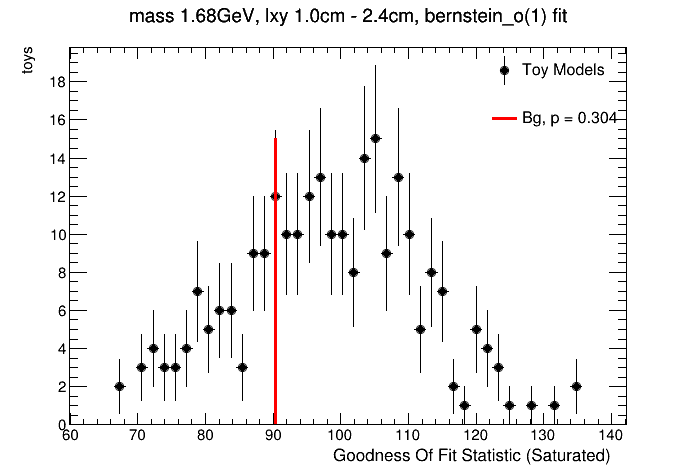 mass 1.68GeV, lxy 1.0cm - 2.4cm, bernstein_o(1) fit
toys
18
16
14
12
10
8
6
4
2
0
Toy Models
Bg, p = 0.304
60 70 80 90 100 110 120 130 140
Goodness Of Fit Statistic (Saturated)